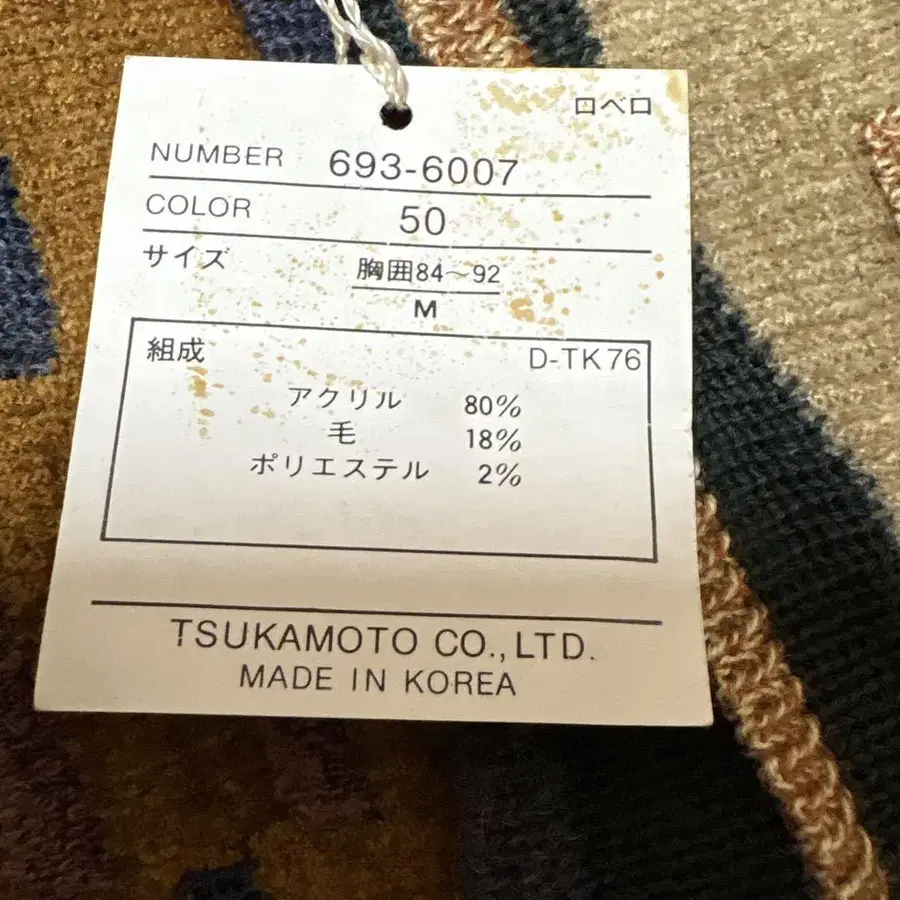 ロベロ
NUMBER 693-6007
COLOR 50
サイズ 胸囲84〜92
M
組成 D-TK76
アクリル 80%
毛 18%
ポリエステル 2%
TSUKAMOTO CO.,LTD.
MADE IN KOREA